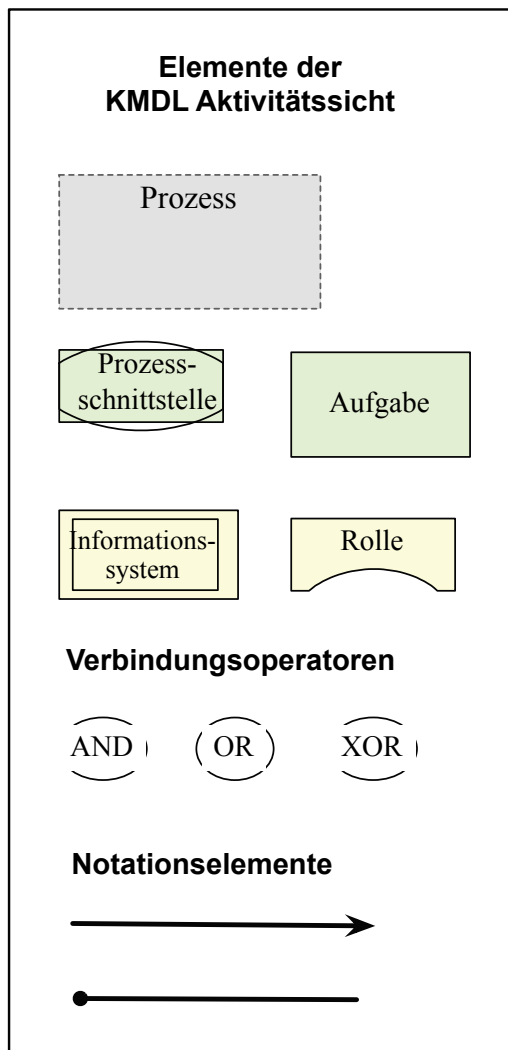 Elemente der
KMDL Aktivitätssicht
Prozess
Prozess-
schnittstelle
Aufgabe
Informations-
system
Rolle
Verbindungsoperatoren
AND OR XOR
Notationselemente